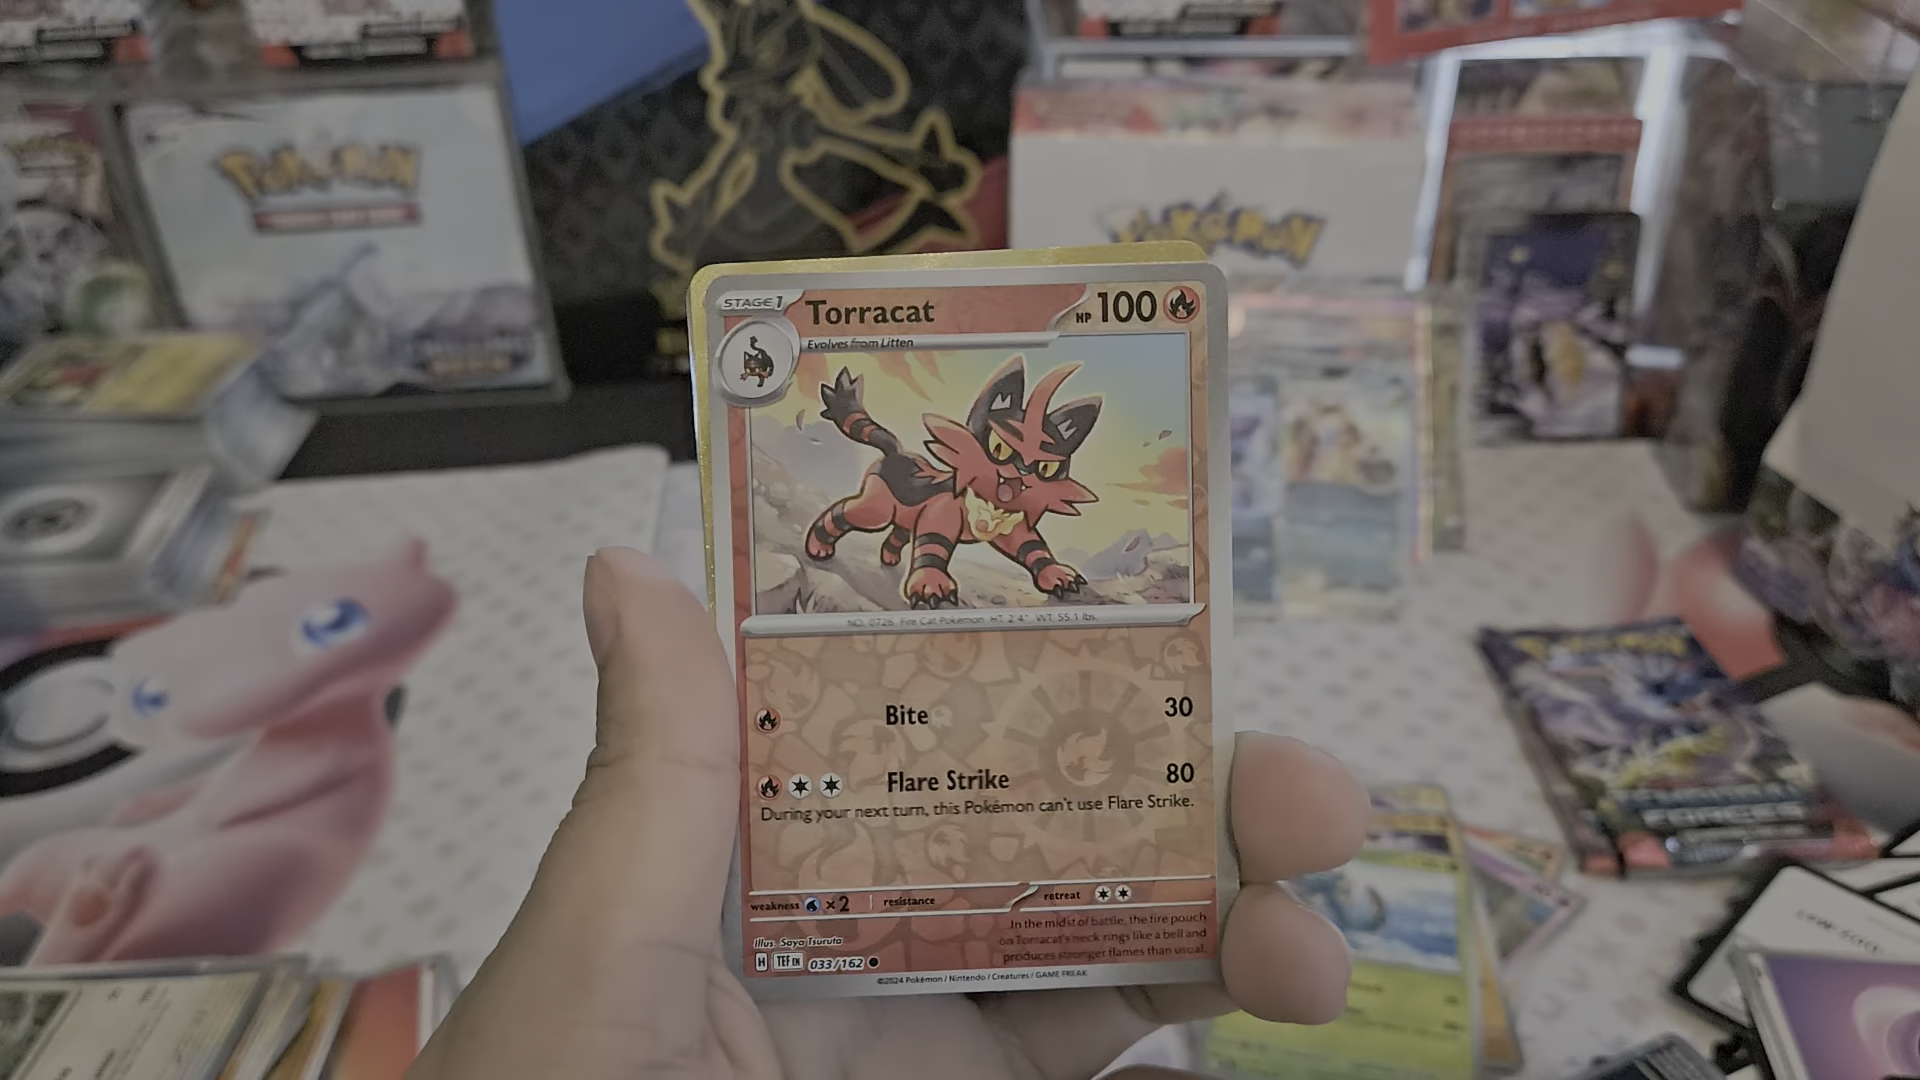 POKÉMON
POKÉMON
STAGE 1
Torracat
HP 100
Evolves from Litten
NO. 0726 Fire Cat Pokémon HT: 2'4" WT: 55.1 lbs.
Bite 30
Flare Strike 80
During your next turn, this Pokémon can't use Flare Strike.
weakness ×2 resistance retreat
In the midst of battle, the fire pouch
on Torracat's neck rings like a bell and
produces stronger flames than usual.
Illus. Saya Tsuruta
H TEF EN 033/162
©2024 Pokémon / Nintendo / Creatures / GAME FREAK
FORCES